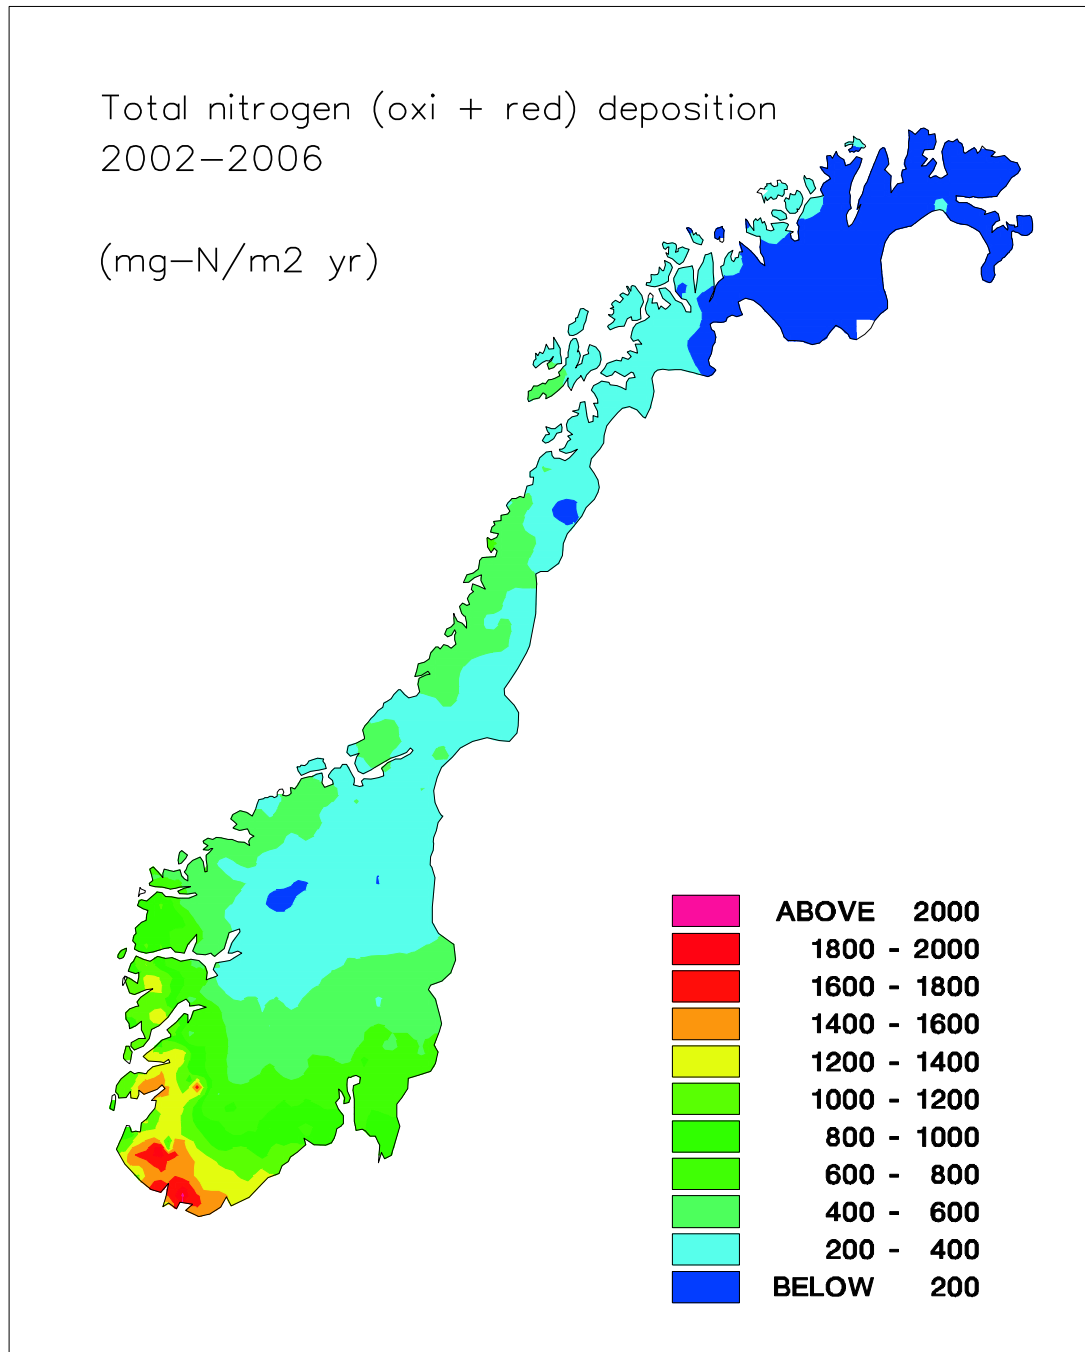 Total nitrogen (oxi + red) deposition
2002-2006
(mg-N/m2 yr)
ABOVE 2000
1800 - 2000
1600 - 1800
1400 - 1600
1200 - 1400
1000 - 1200
800 - 1000
600 - 800
400 - 600
200 - 400
BELOW 200